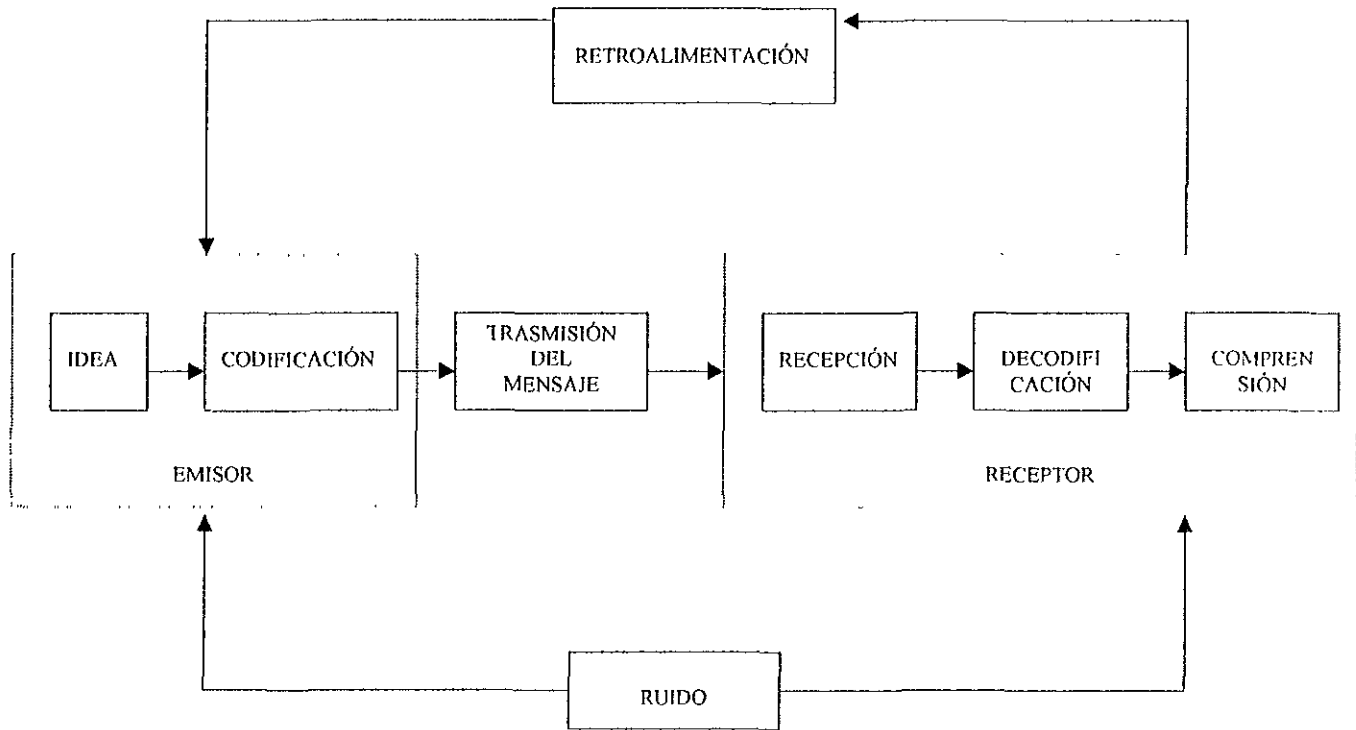 RETROALIMENTACIÓN
IDEA
CODIFICACIÓN
TRASMISIÓN
DEL
MENSAJE
RECEPCIÓN
DECODIFI
CACIÓN
COMPREN
SIÓN
EMISOR
RECEPTOR
RUIDO